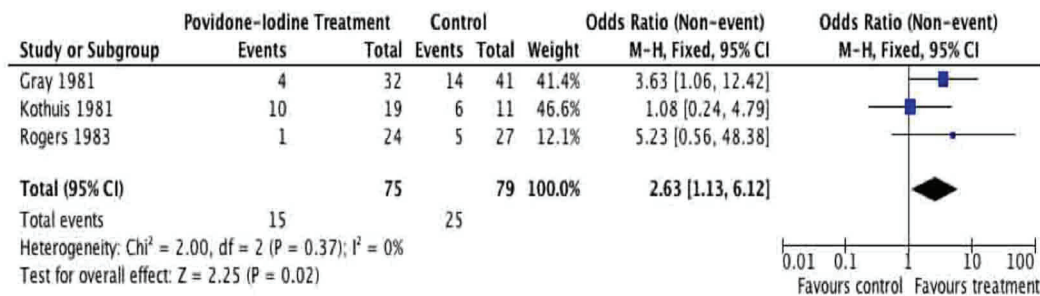 Povidone-Iodine Treatment Control Odds Ratio (Non-event) Odds Ratio (Non-event)
Study or Subgroup Events Total Events Total Weight M-H, Fixed, 95% CI M-H, Fixed, 95% CI
Gray 1981 4 32 14 41 41.4% 3.63 [1.06, 12.42]
Kothuis 1981 10 19 6 11 46.6% 1.08 [0.24, 4.79]
Rogers 1983 1 24 5 27 12.1% 5.23 [0.56, 48.38]
Total (95% CI) 75 79 100.0% 2.63 [1.13, 6.12]
Total events 15 25
Heterogeneity: Chi² = 2.00, df = 2 (P = 0.37); I² = 0%
Test for overall effect: Z = 2.25 (P = 0.02)
0.01 0.1 1 10 100
Favours control Favours treatment